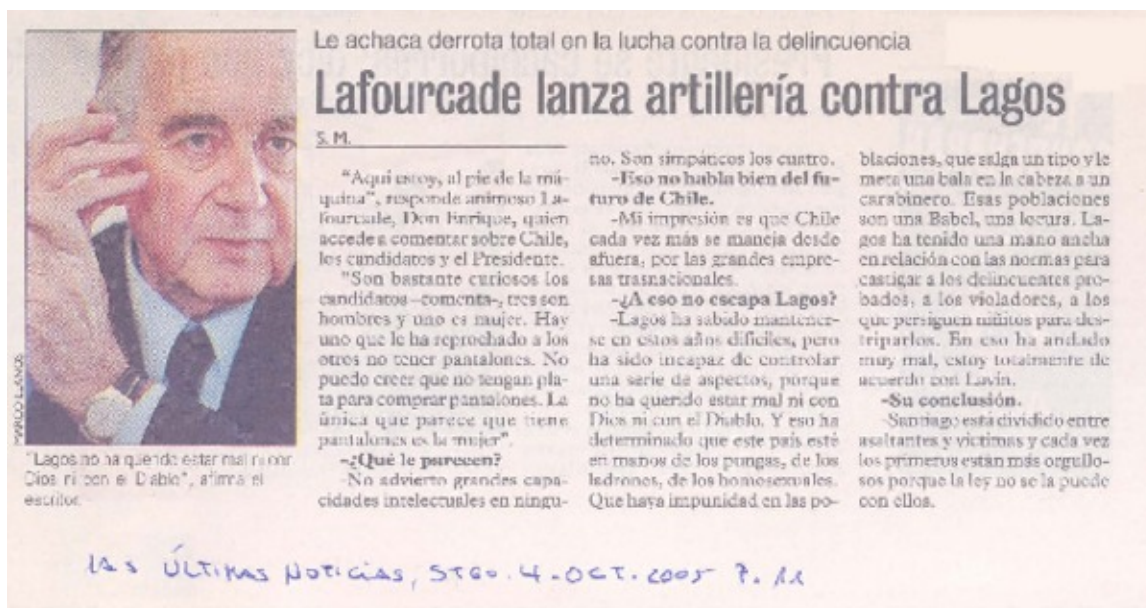 Le achaca derrota total en la lucha contra la delincuencia
Lafourcade lanza artillería contra Lagos
S. M.
"Aquí estoy, al pie de la má-
quina", responde animoso La-
fourcade, Don Enrique, quien
accede a comentar sobre Chile,
los candidatos y el Presidente.
"Son bastante curiosos los
candidatos –comenta-, tres son
hombres y uno es mujer. Hay
uno que le ha reprochado a los
otros no tener pantalones. No
puedo creer que no tengan pla-
ta para comprar pantalones. La
única que parece que tiene
pantalones es la mujer".
-¿Qué le parecen?
-No advierto grandes capa-
cidades intelectuales en ningu-
no. Son simpáticos los cuatro.
-Eso no habla bien del fu-
turo de Chile.
-Mi impresión es que Chile
cada vez más se maneja desde
afuera, por las grandes empre-
sas trasnacionales.
-¿A eso no escapa Lagos?
-Lagos ha sabido mantener-
se en estos años difíciles, pero
ha sido incapaz de controlar
una serie de aspectos, porque
no ha querido estar mal ni con
Dios ni con el Diablo. Y eso ha
determinado que este país esté
en manos de los pungas, de los
ladrones, de los homosexuales.
Que haya impunidad en las po-
blaciones, que salga un tipo y le
meta una bala en la cabeza a un
carabinero. Esas poblaciones
son una Babel, una locura. La-
gos ha tenido una mano ancha
en relación con las normas para
castigar a los delincuentes pro-
bados, a los violadores, a los
que persiguen niñitos para des-
triparlos. En eso ha andado
muy mal, estoy totalmente de
acuerdo con Lavín.
-Su conclusión.
-Santiago está dividido entre
asaltantes y víctimas y cada vez
los primeros están más orgullo-
sos porque la ley no se la puede
con ellos.
MARCO LLANOS
"Lagos no ha querido estar mal ni con
Dios ni con el Diablo", afirma el
escritor.
LAS ÚLTIMAS NOTICIAS, STGO. 4-OCT. 2005 P. 11